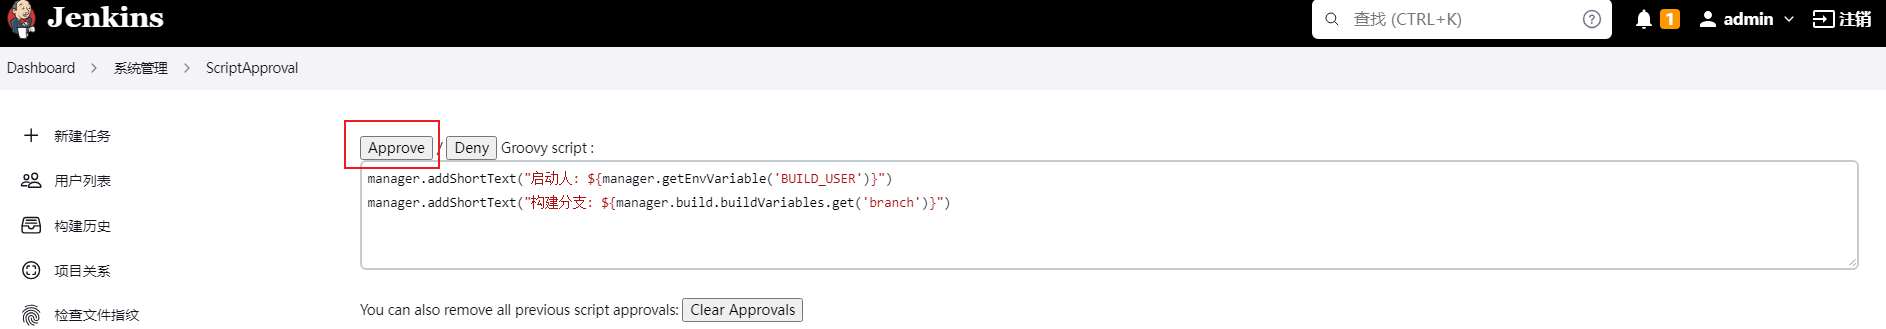 Jenkins
查找 (CTRL+K)
1
admin
注销
Dashboard
系统管理
ScriptApproval
新建任务
用户列表
构建历史
项目关系
检查文件指纹
Approve / Deny Groovy script :
manager.addShortText("启动人: ${manager.getEnvVariable('BUILD_USER')}")
manager.addShortText("构建分支: ${manager.build.buildVariables.get('branch')}")
You can also remove all previous script approvals: Clear Approvals